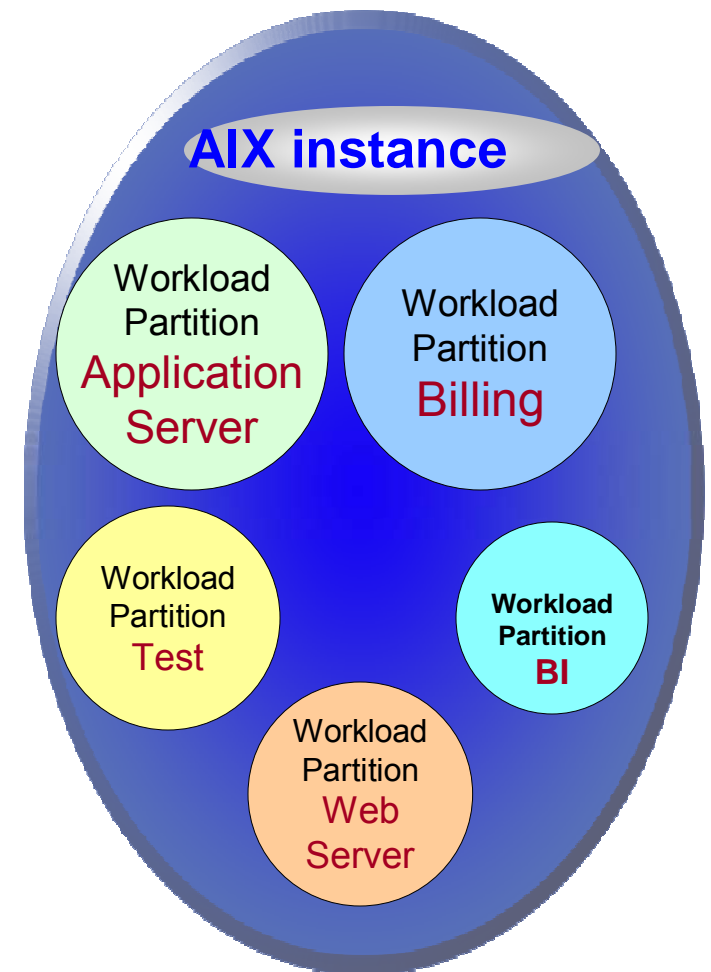 AIX instance
Workload
Partition
Application
Server
Workload
Partition
Billing
Workload
Partition
Test
Workload
Partition
BI
Workload
Partition
Web
Server